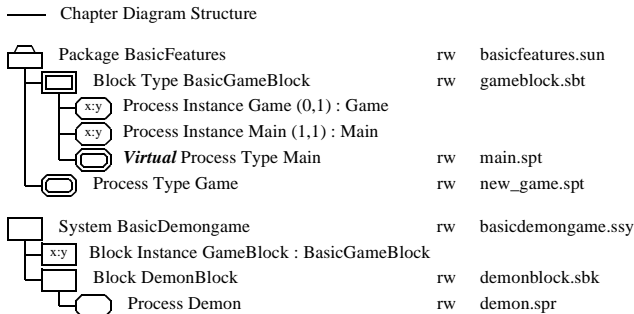 Chapter Diagram Structure
Package BasicFeatures rw basicfeatures.sun
Block Type BasicGameBlock rw gameblock.sbt
x:y Process Instance Game (0,1) : Game
x:y Process Instance Main (1,1) : Main
Virtual Process Type Main rw main.spt
Process Type Game rw new_game.spt
System BasicDemongame rw basicdemongame.ssy
x:y Block Instance GameBlock : BasicGameBlock
Block DemonBlock rw demonblock.sbk
Process Demon rw demon.spr